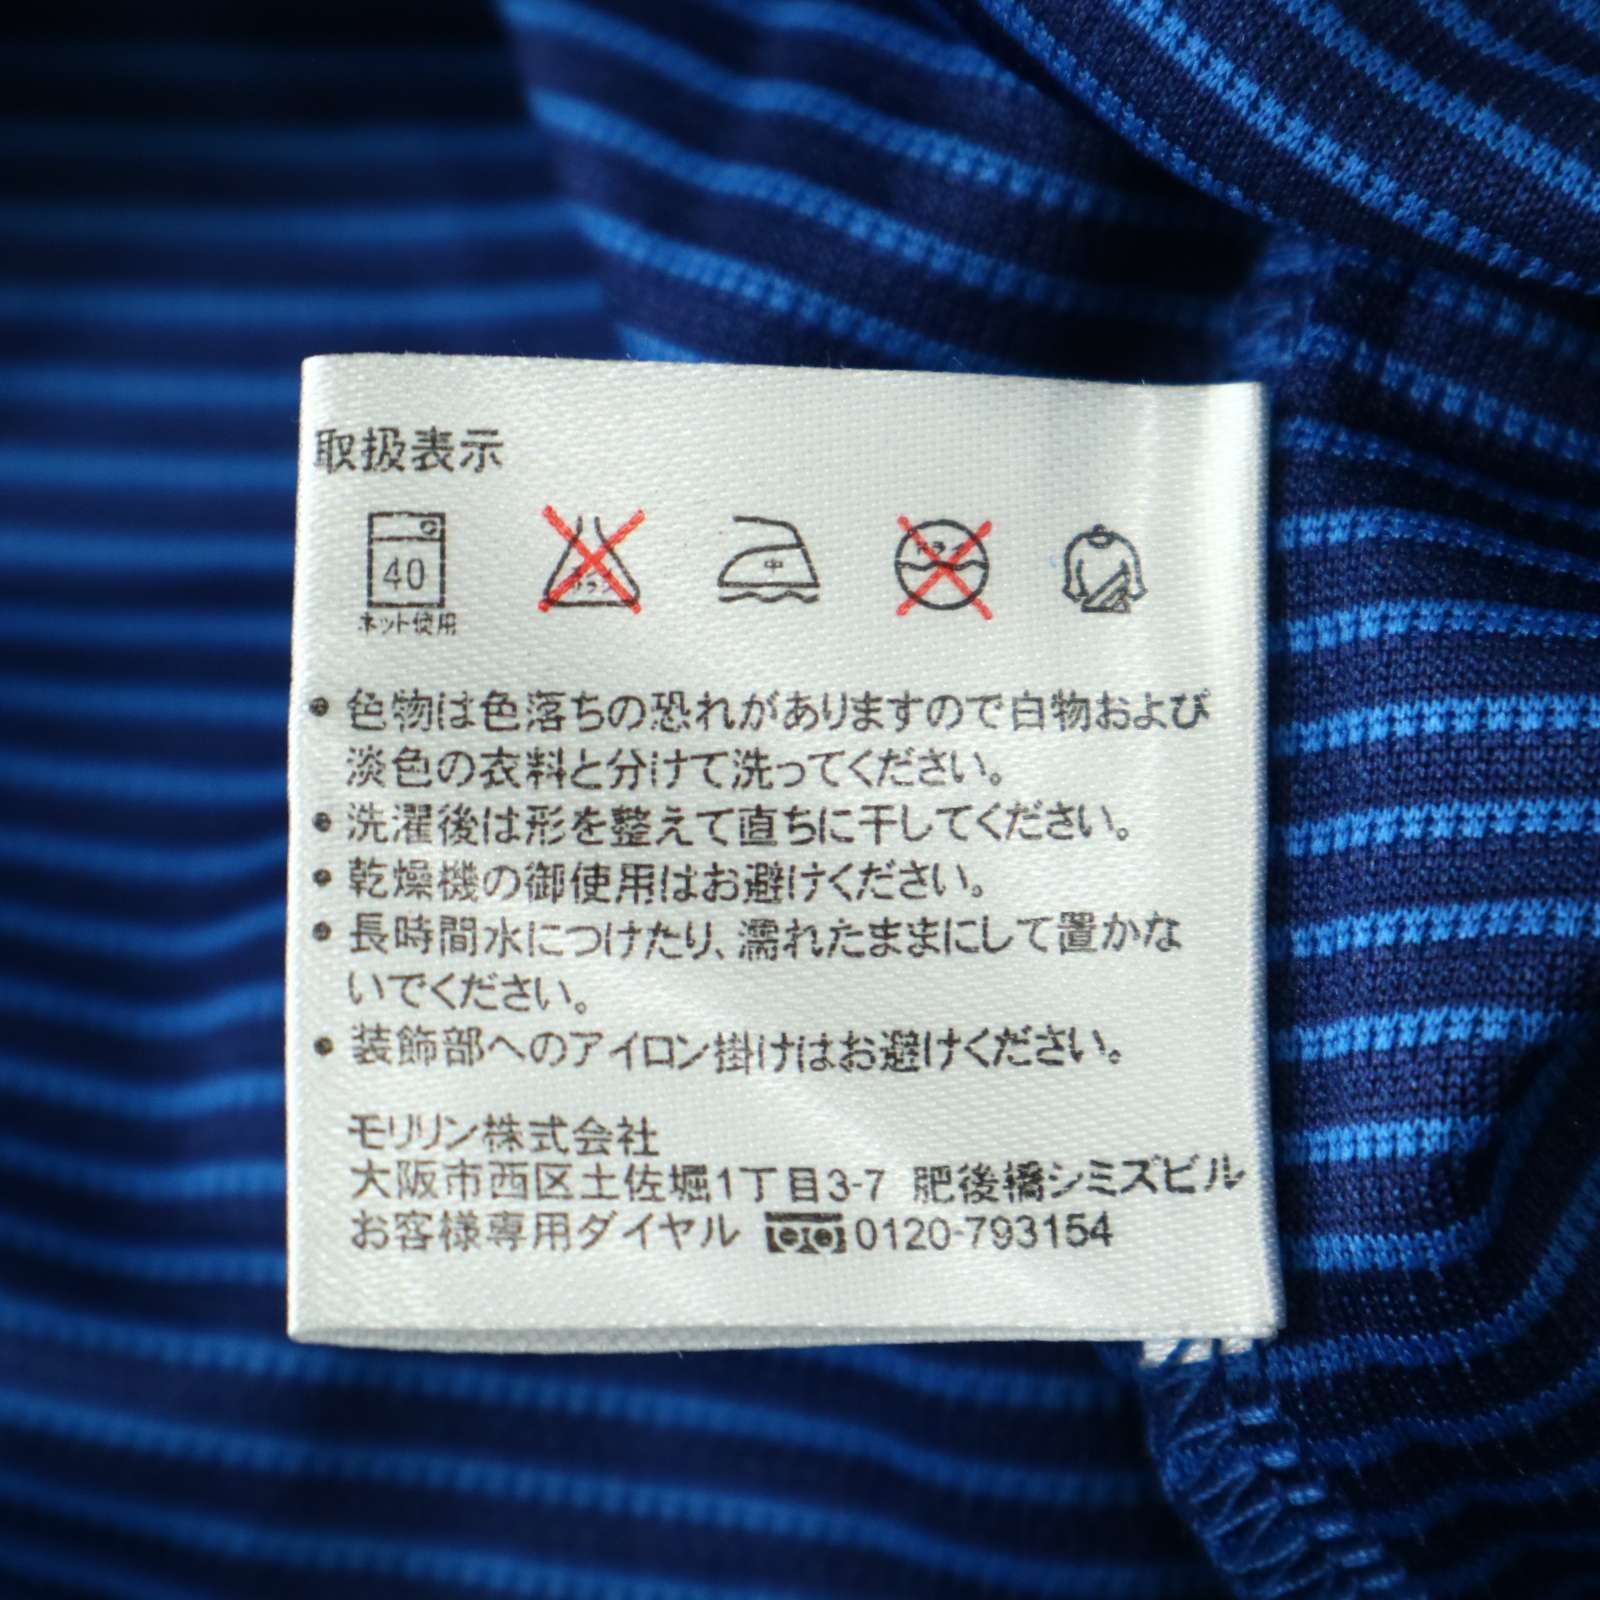 取扱表示
40 中
ネット使用
• 色物は色落ちの恐れがありますので白物および
淡色の衣料と分けて洗ってください。
• 洗濯後は形を整えて直ちに干してください。
• 乾燥機の御使用はお避けください。
• 長時間水につけたり、濡れたままにして置かな
いでください。
• 装飾部へのアイロン掛けはお避けください。
モリリン株式会社
大阪市西区土佐堀1丁目3-7 肥後橋シミズビル
お客様専用ダイヤル 0120-793154